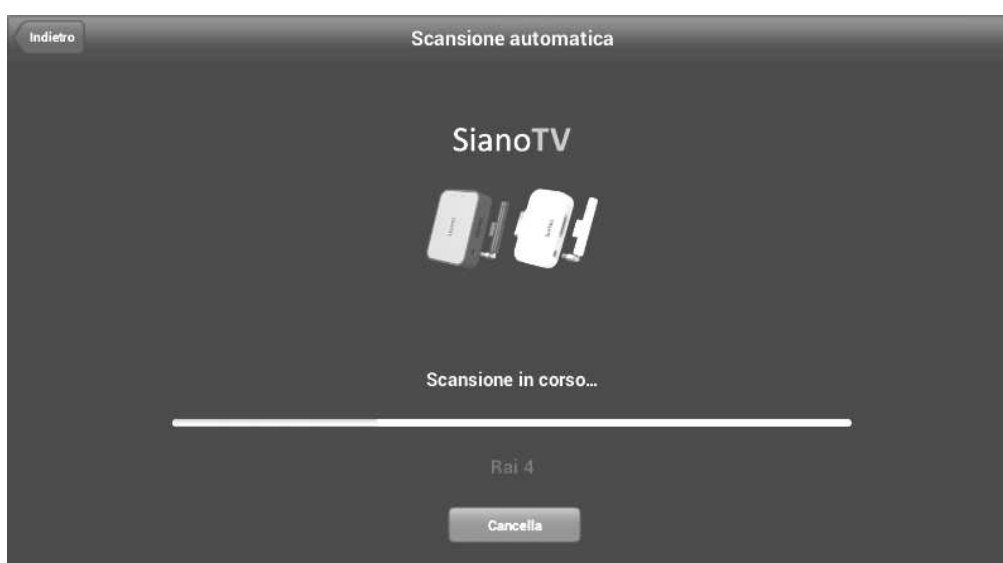 Indietro
Scansione automatica
SianoTV
Scansione in corso...
Rai 4
Cancella